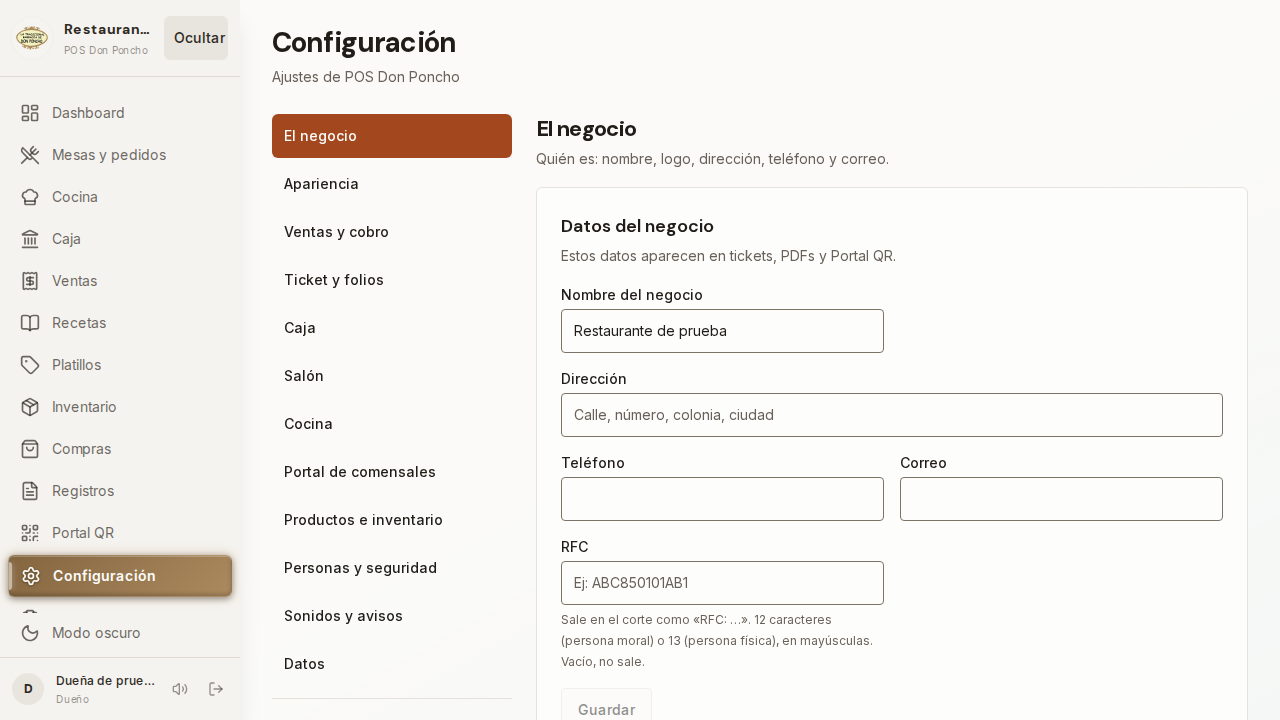 Restauran...
POS Don Poncho
Ocultar
Dashboard
Mesas y pedidos
Cocina
Caja
Ventas
Recetas
Platillos
Inventario
Compras
Registros
Portal QR
Configuración
Modo oscuro
D
Dueña de prue...
Dueño
Configuración
Ajustes de POS Don Poncho
El negocio
Apariencia
Ventas y cobro
Ticket y folios
Caja
Salón
Cocina
Portal de comensales
Productos e inventario
Personas y seguridad
Sonidos y avisos
Datos
El negocio
Quién es: nombre, logo, dirección, teléfono y correo.
Datos del negocio
Estos datos aparecen en tickets, PDFs y Portal QR.
Nombre del negocio
Restaurante de prueba
Dirección
Calle, número, colonia, ciudad
Teléfono
Correo
RFC
Ej: ABC850101AB1
Sale en el corte como «RFC: …». 12 caracteres
(persona moral) o 13 (persona física), en mayúsculas.
Vacío, no sale.
Guardar